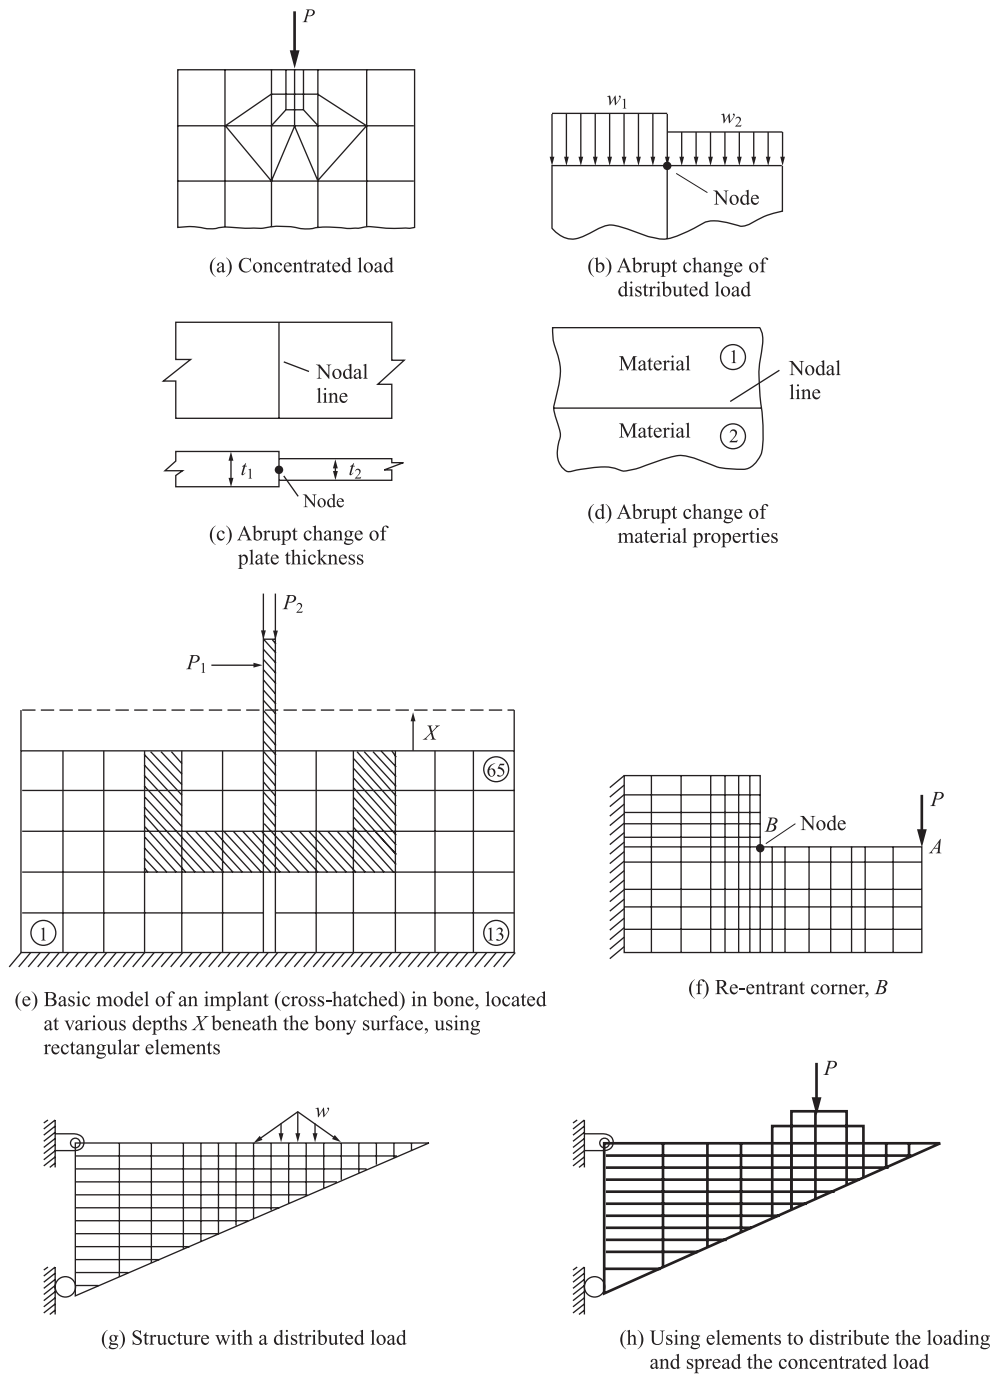 P
(a) Concentrated load
w1
w2
Node
(b) Abrupt change of
distributed load
Nodal
line
t1
t2
Node
(c) Abrupt change of
plate thickness
Material 1
Nodal
line
Material 2
(d) Abrupt change of
material properties
P2
P1
X
65
1
13
(e) Basic model of an implant (cross-hatched) in bone, located
at various depths X beneath the bony surface, using
rectangular elements
P
B
Node
A
(f) Re-entrant corner, B
w
(g) Structure with a distributed load
P
(h) Using elements to distribute the loading
and spread the concentrated load